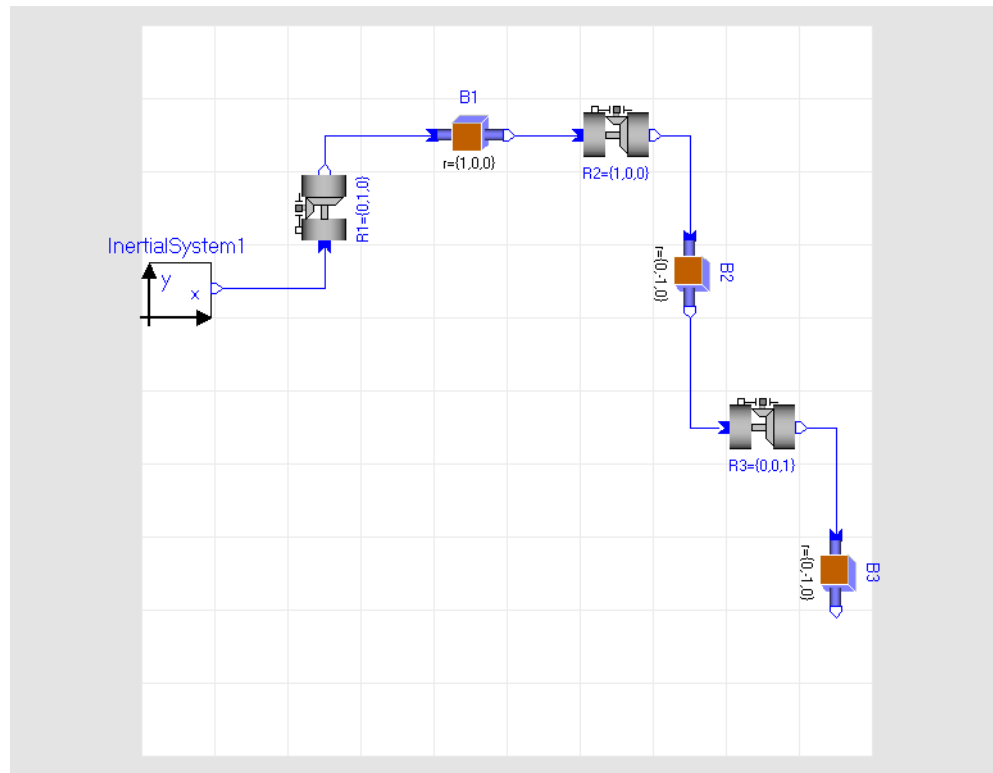 B1
r={1,0,0}
R2={1,0,0}
R1={0,1,0}
InertialSystem1
y
x
r={0,-1,0}
B2
R3={0,0,1}
r={0,-1,0}
B3